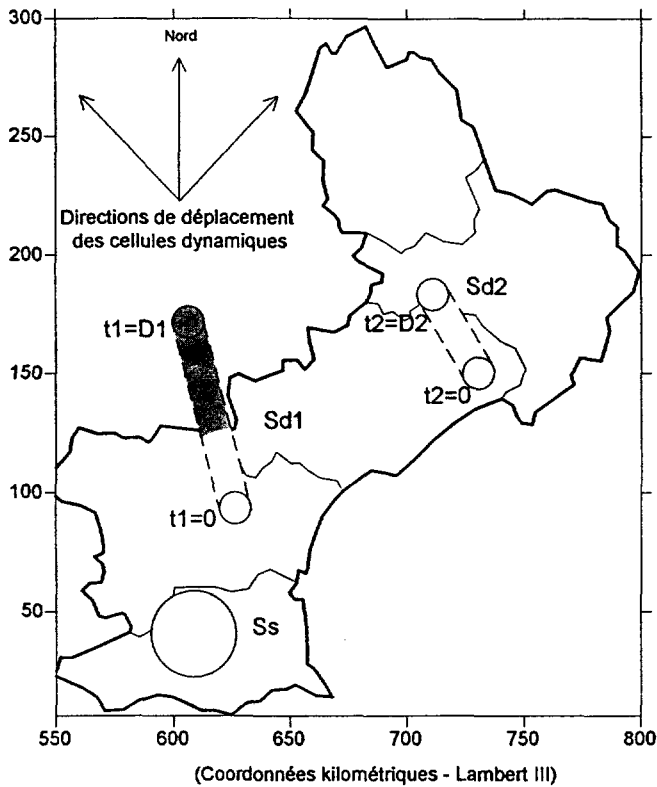 300
Nord
250
Directions de déplacement
des cellules dynamiques
200
Sd2
t1=D1
t2=D2
150
t2=0
Sd1
100
t1=0
50
Ss
550
600
650
700
750
800
(Coordonnées kilométriques - Lambert III)